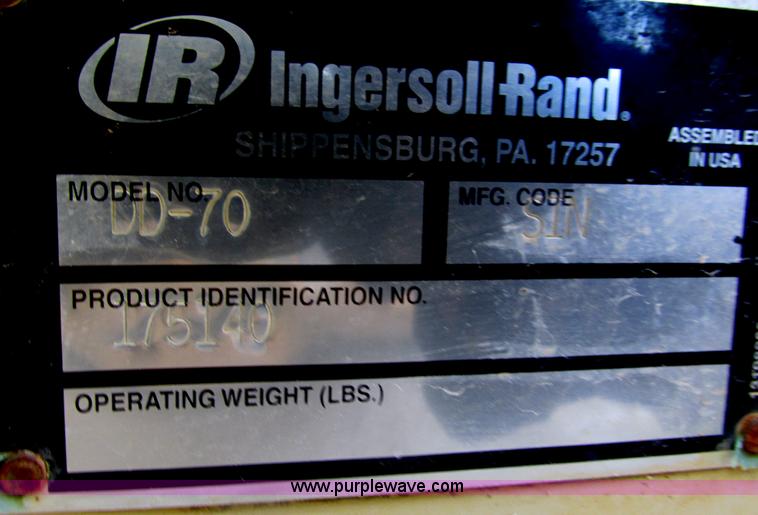 IR Ingersoll-Rand®
SHIPPENSBURG, PA. 17257
ASSEMBLED
IN USA
MODEL NO.
DD-70
MFG. CODE
SIN
PRODUCT IDENTIFICATION NO.
175140
OPERATING WEIGHT (LBS.)
www.purplewave.com